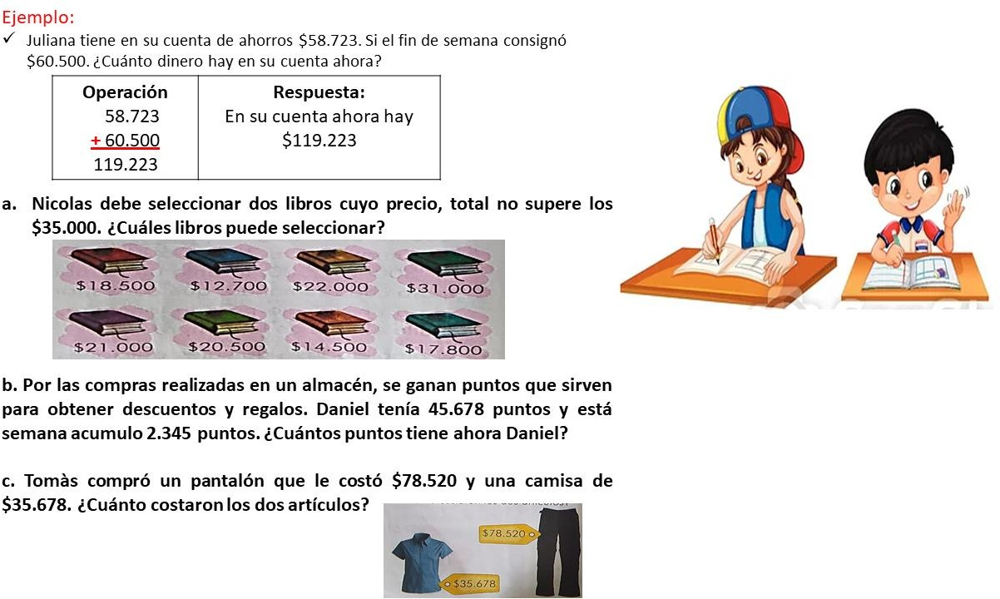 Ejemplo:
✓ Juliana tiene en su cuenta de ahorros $58.723. Si el fin de semana consignó
$60.500. ¿Cuánto dinero hay en su cuenta ahora?
Operación
58.723
+ 60.500
119.223
Respuesta:
En su cuenta ahora hay
$119.223
a. Nicolas debe seleccionar dos libros cuyo precio, total no supere los
$35.000. ¿Cuáles libros puede seleccionar?
$18.500 $12.700 $22.000 $31.000
$21.000 $20.500 $14.500 $17.800
b. Por las compras realizadas en un almacén, se ganan puntos que sirven
para obtener descuentos y regalos. Daniel tenía 45.678 puntos y está
semana acumulo 2.345 puntos. ¿Cuántos puntos tiene ahora Daniel?
c. Tomàs compró un pantalón que le costó $78.520 y una camisa de
$35.678. ¿Cuánto costaron los dos artículos?
$78.520
$35.678